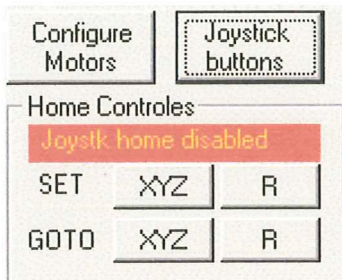 Configure Motors
Joystick buttons
Home Controles
Joystk home disabled
SET XYZ R
GOTO XYZ R